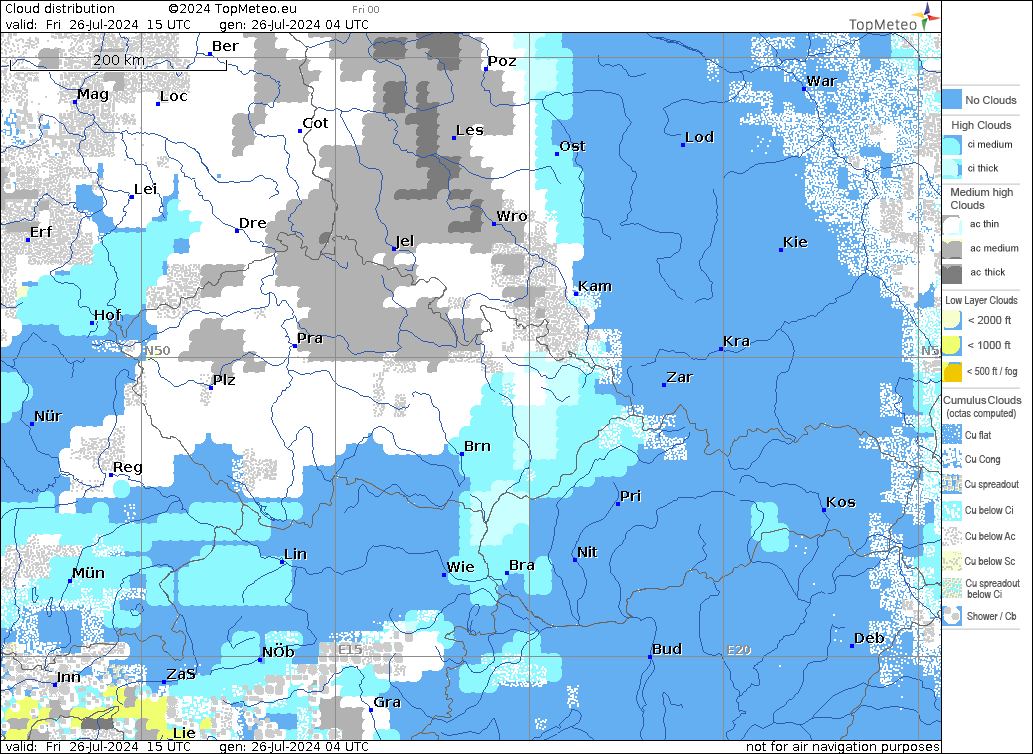 Cloud distribution ©2024 TopMeteo.eu Fri 00
valid: Fri 26-Jul-2024 15 UTC gen: 26-Jul-2024 04 UTC
TopMeteo
Ber
200 km
Poz
War
Mag
Loc
Cot
Les
Lod
Ost
Lei
Wro
Dre
Erf
Jel
Kie
Kam
Hof
Pra
Kra
N50
N5
Plz
Zar
Nür
Brn
Reg
Pri
Kos
Lin
Nit
Mün
Wie
Bra
Deb
NÖb
E15
Bud
E20
Inn
ZaS
Gra
Lie
valid: Fri 26-Jul-2024 15 UTC gen: 26-Jul-2024 04 UTC not for air navigation purposes
No Clouds
High Clouds
ci medium
ci thick
Medium high
Clouds
ac thin
ac medium
ac thick
Low Layer Clouds
< 2000 ft
< 1000 ft
< 500 ft / fog
Cumulus Clouds
(octas computed)
Cu flat
Cu Cong
Cu spreadout
Cu below Ci
Cu below Ac
Cu below Sc
Cu spreadout
below Ci
Shower / Cb